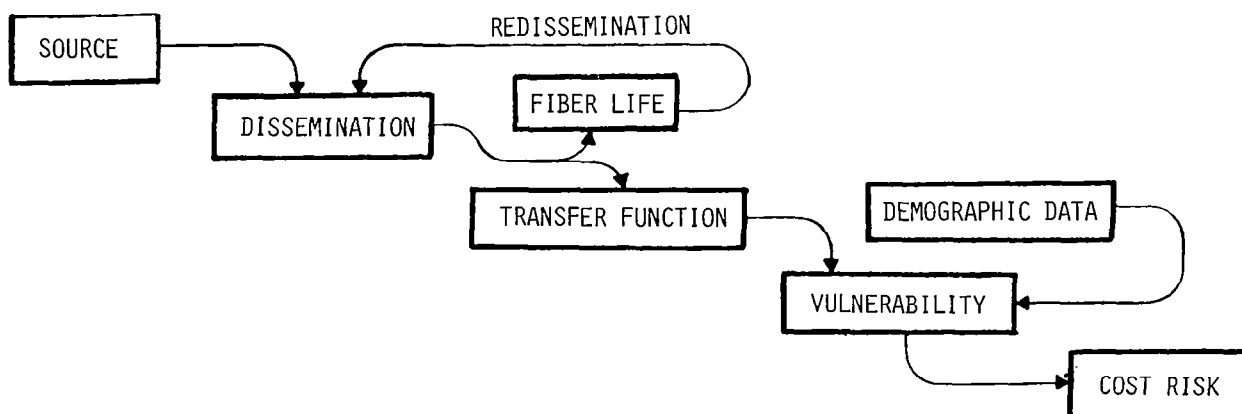 REDISSEMINATION
SOURCE
FIBER LIFE
DISSEMINATION
TRANSFER FUNCTION
DEMOGRAPHIC DATA
VULNERABILITY
COST RISK